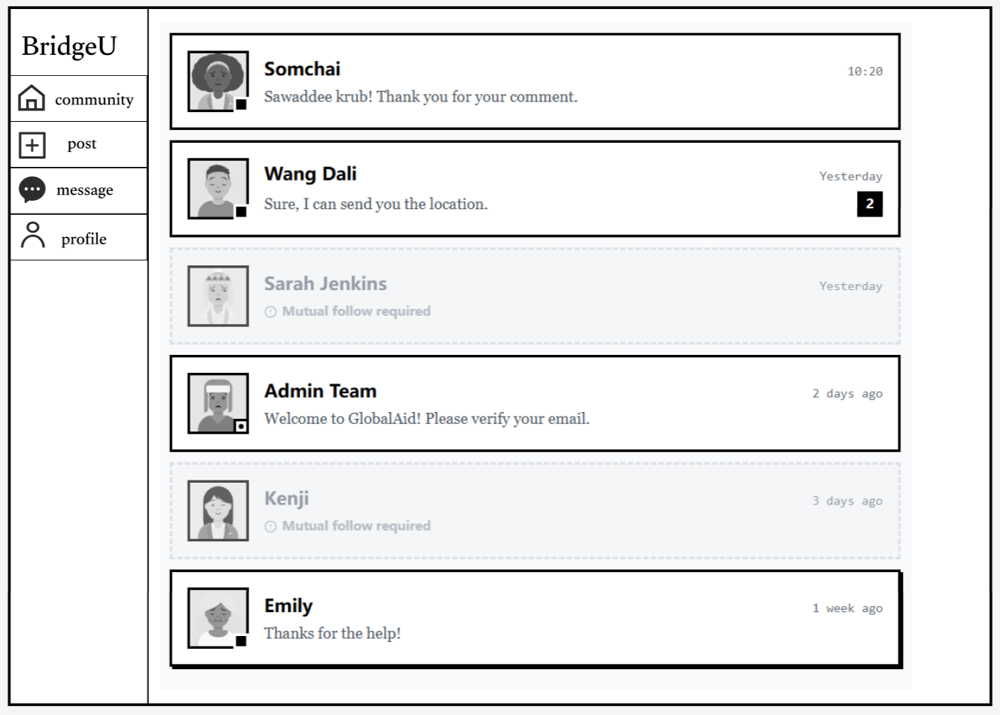 BridgeU
community
post
message
profile
Somchai
10:20
Sawaddee krub! Thank you for your comment.
Wang Dali
Yesterday
Sure, I can send you the location.
2
Sarah Jenkins
Yesterday
Mutual follow required
Admin Team
2 days ago
Welcome to GlobalAid! Please verify your email.
Kenji
3 days ago
Mutual follow required
Emily
1 week ago
Thanks for the help!